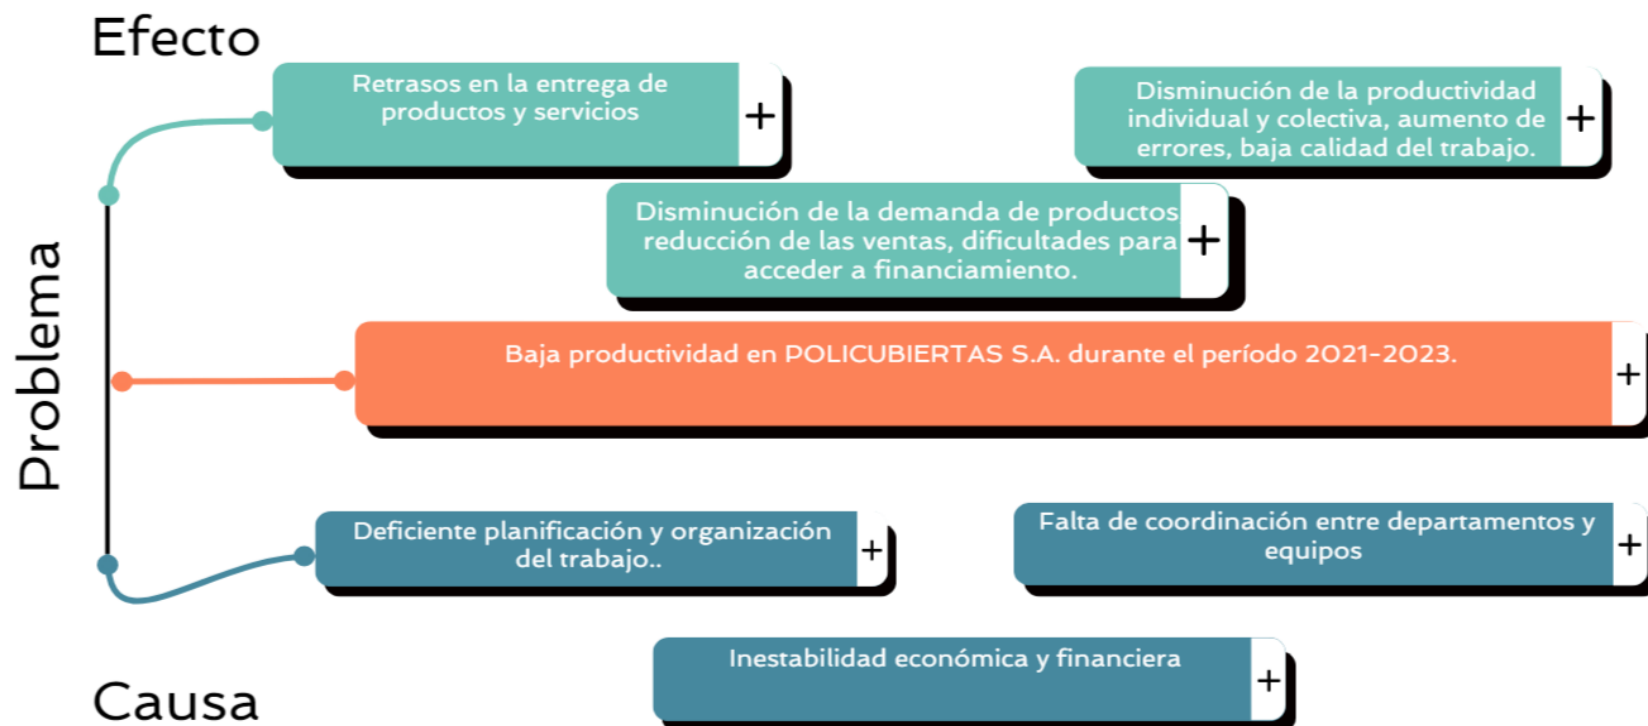 Efecto
Retrasos en la entrega de
productos y servicios
+
Disminución de la productividad
individual y colectiva, aumento de
errores, baja calidad del trabajo.
+
Disminución de la demanda de productos
reducción de las ventas, dificultades para
acceder a financiamiento.
+
Problema
Baja productividad en POLICUBIERTAS S.A. durante el período 2021-2023.
+
Deficiente planificación y organización
del trabajo..
+
Falta de coordinación entre departamentos y
equipos
+
Inestabilidad económica y financiera
+
Causa